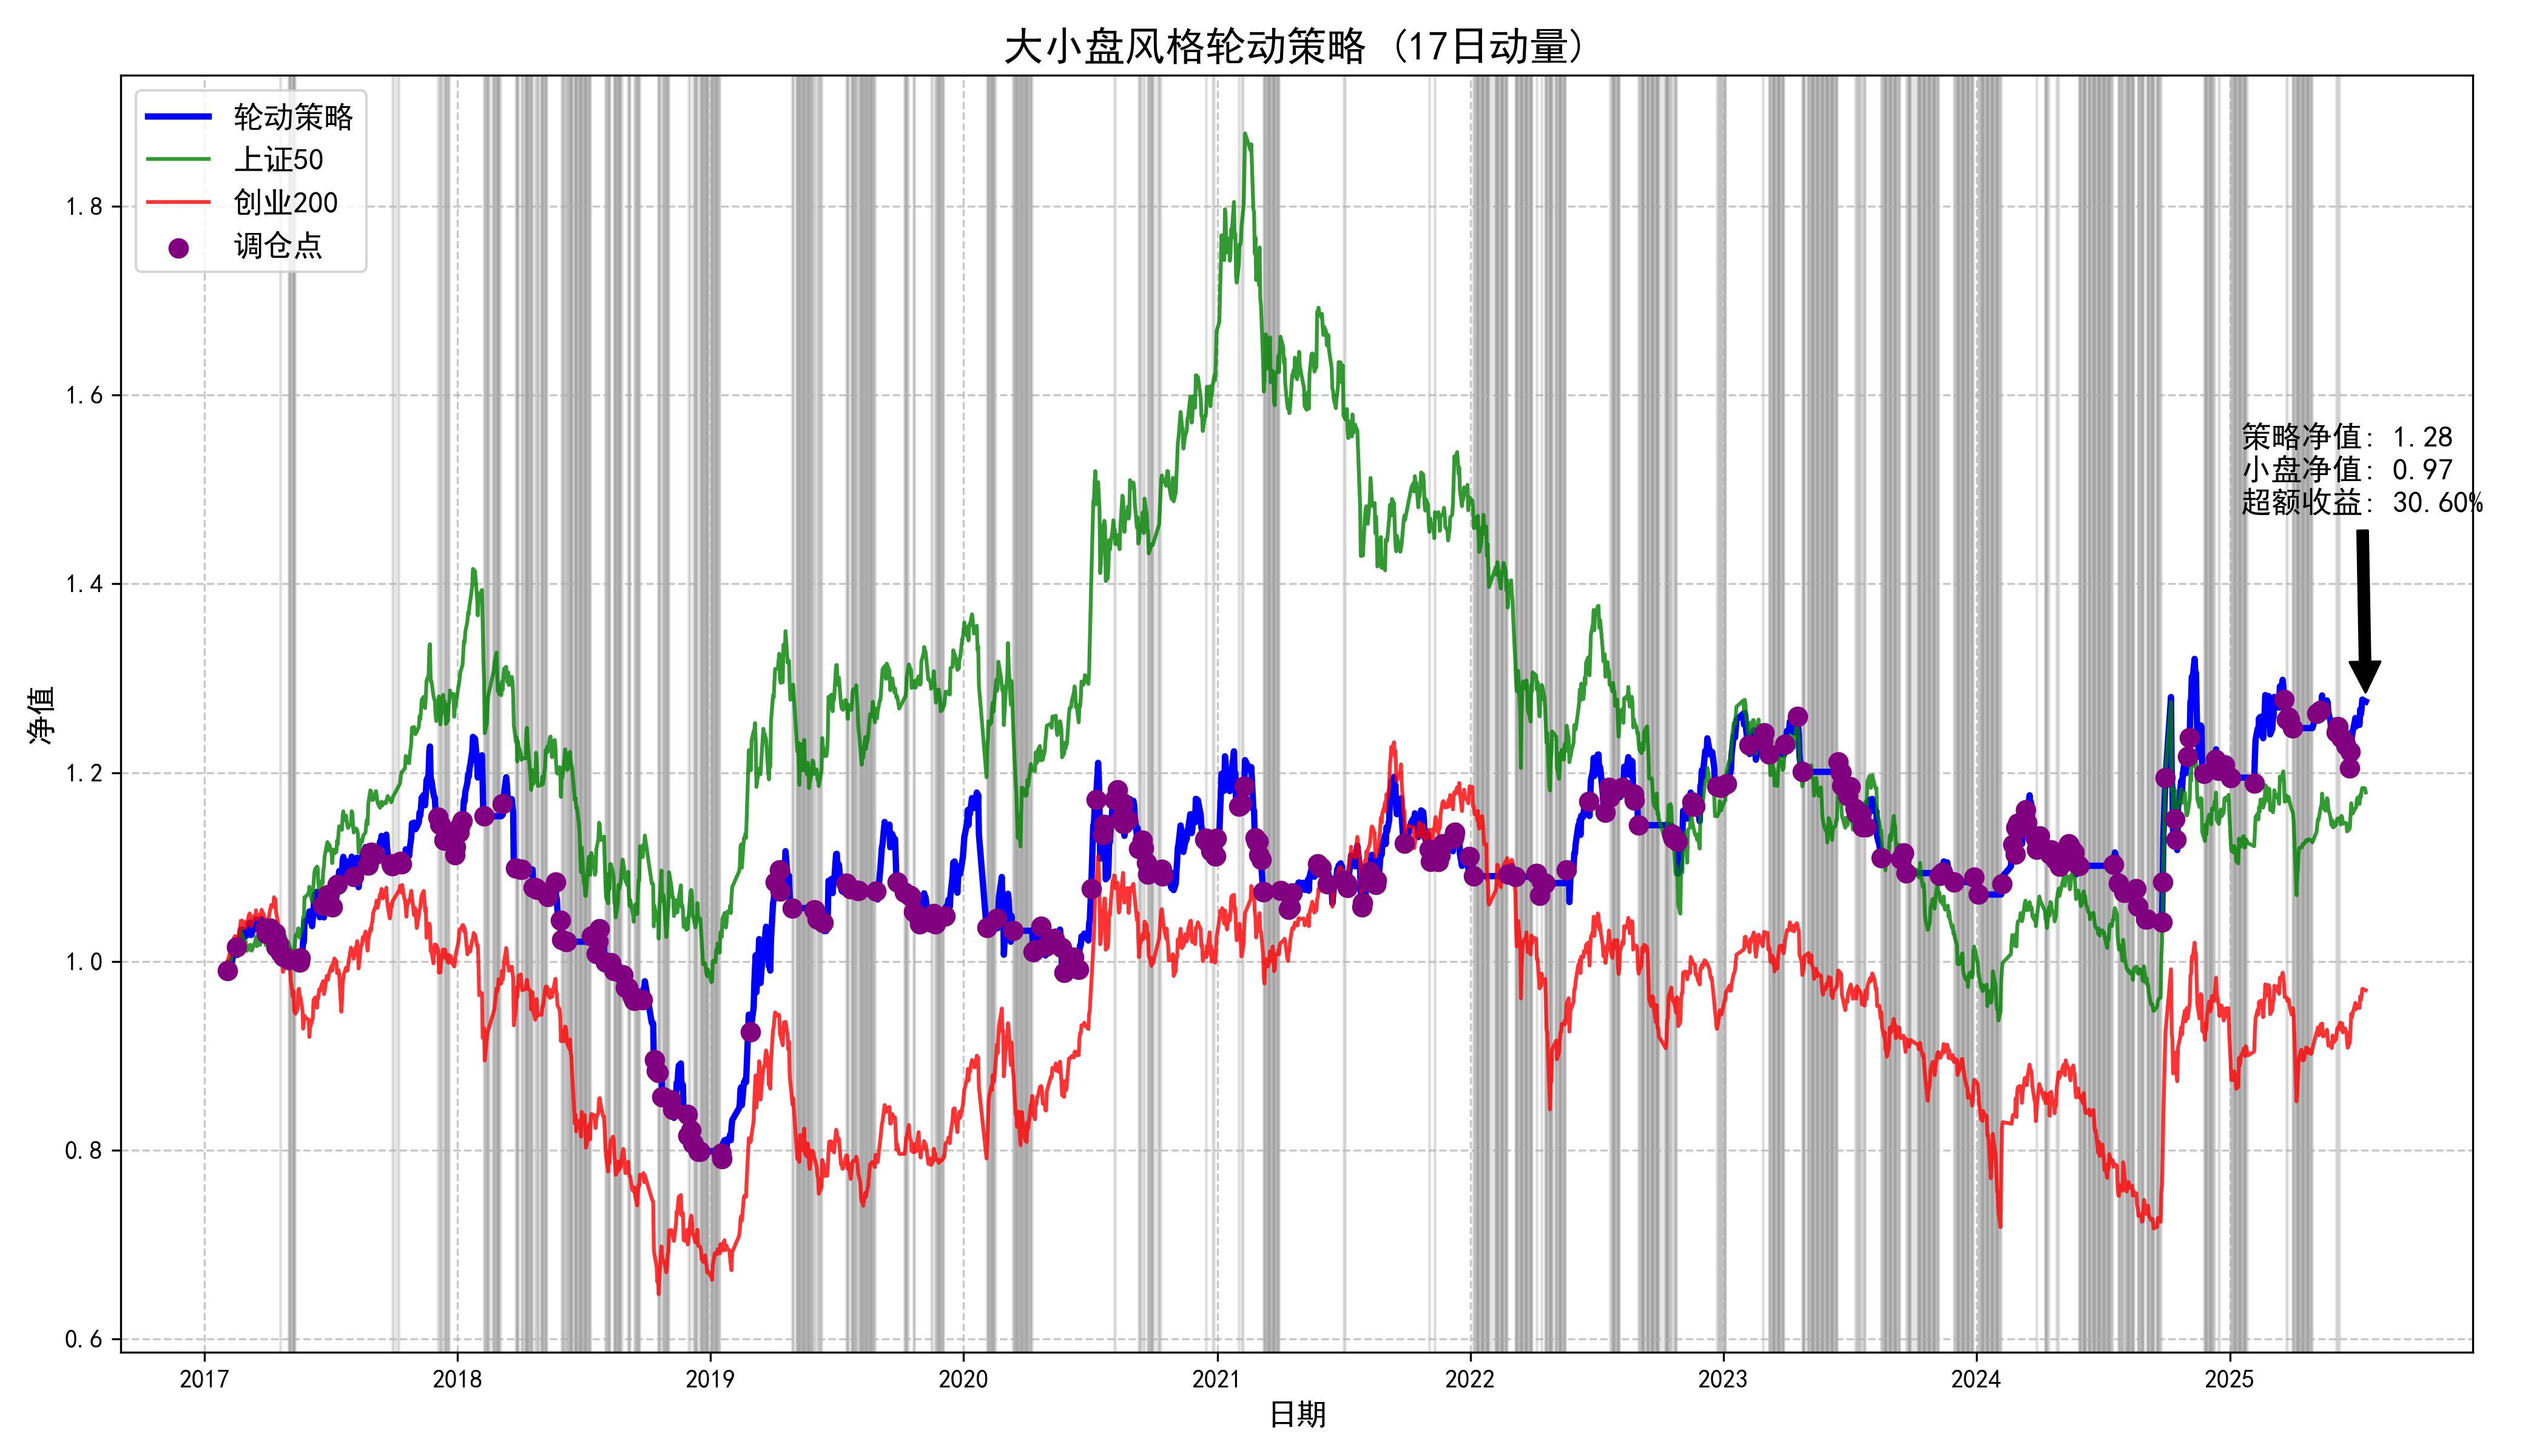 大小盘风格轮动策略 (17日动量)
轮动策略
上证50
创业200
调仓点
策略净值: 1.28
小盘净值: 0.97
超额收益: 30.60%
净值
1.8
1.6
1.4
1.2
1.0
0.8
0.6
2017
2018
2019
2020
2021
2022
2023
2024
2025
日期